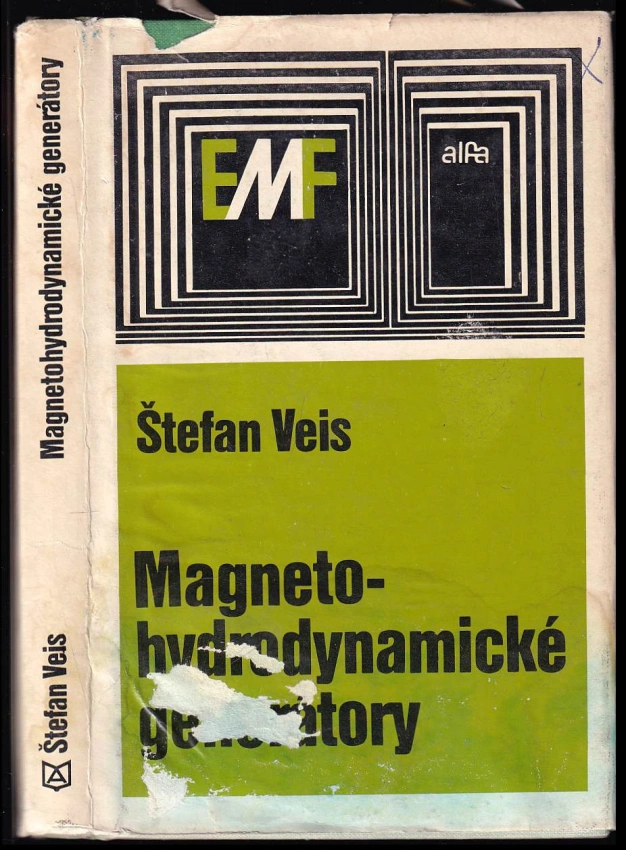 Magnetohydrodynamické generátory
Štefan Veis
EMF
alfa
Štefan Veis
Magneto-
hydrodynamické
generátory